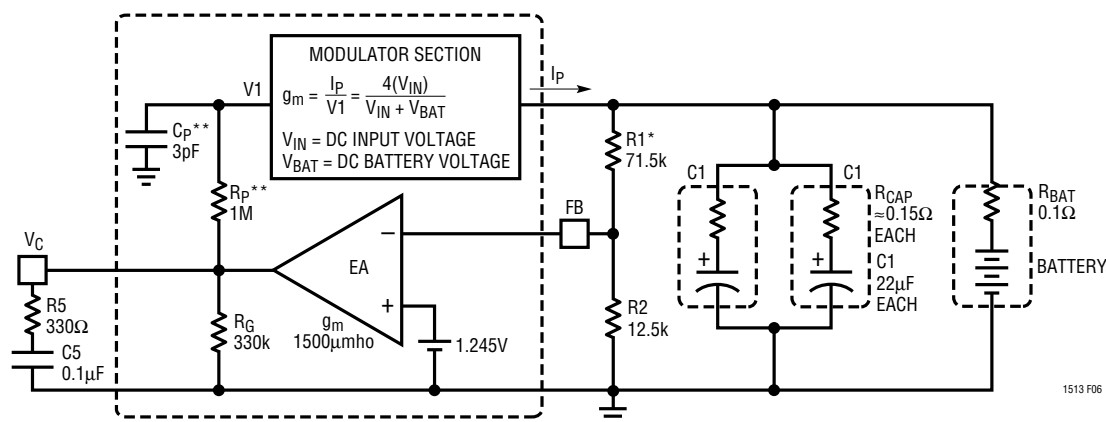 MODULATOR SECTION
gm = IP / V1 = 4(VIN) / VIN + VBAT
VIN = DC INPUT VOLTAGE
VBAT = DC BATTERY VOLTAGE
V1
IP
CP**
3pF
RP**
1M
R1*
71.5k
C1
C1
RCAP
≈0.15Ω
EACH
C1
22µF
EACH
+
+
RBAT
0.1Ω
BATTERY
FB
VC
R5
330Ω
C5
0.1µF
RG
330k
−
EA
+
gm
1500µmho
1.245V
R2
12.5k
1513 F06